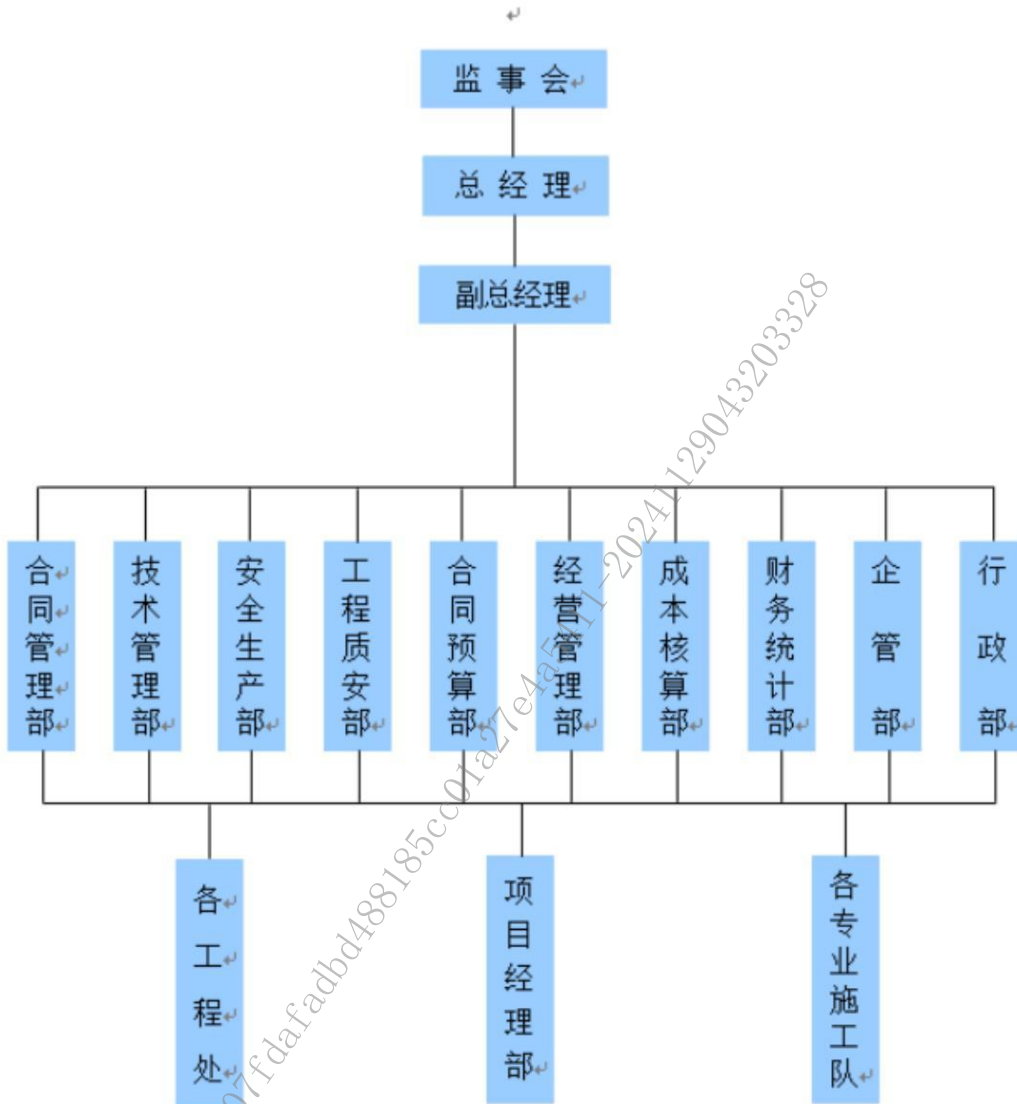 监事会
总经理
副总经理
合同管理部
技术管理部
安全生产部
工程质安部
合同预算部
经营管理部
成本核算部
财务统计部
企管部
行政部
各工程处
项目经理部
各专业施工队